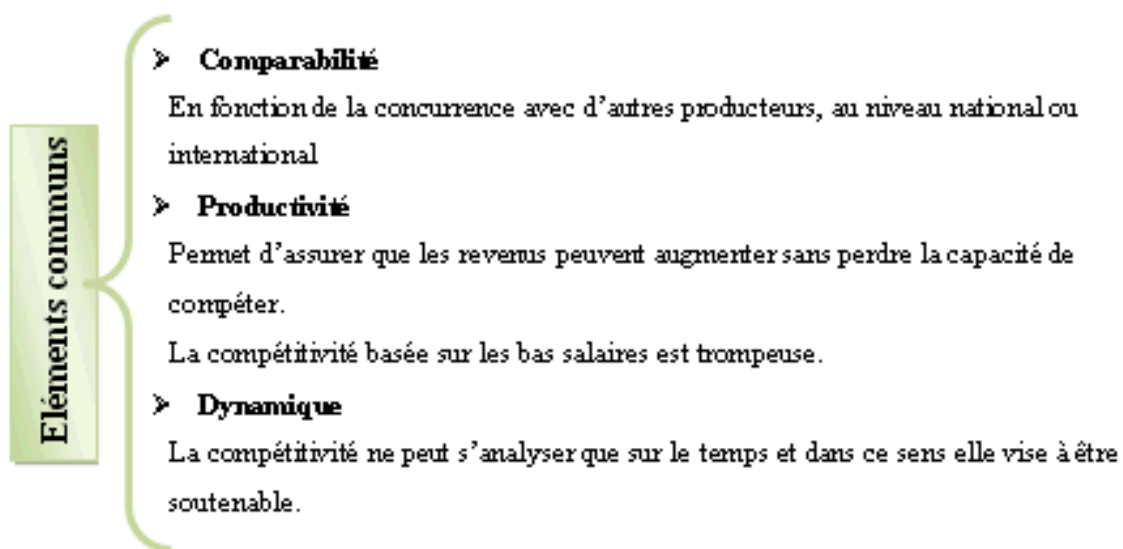 Eléments communs
➢ Comparabilité
En fonction de la concurrence avec d'autres producteurs, au niveau national ou
international
➢ Productivité
Permet d'assurer que les revenus peuvent augmenter sans perdre la capacité de
compéter.
La compétitivité basée sur les bas salaires est trompeuse.
➢ Dynamique
La compétitivité ne peut s'analyser que sur le temps et dans ce sens elle vise à être
soutenable.